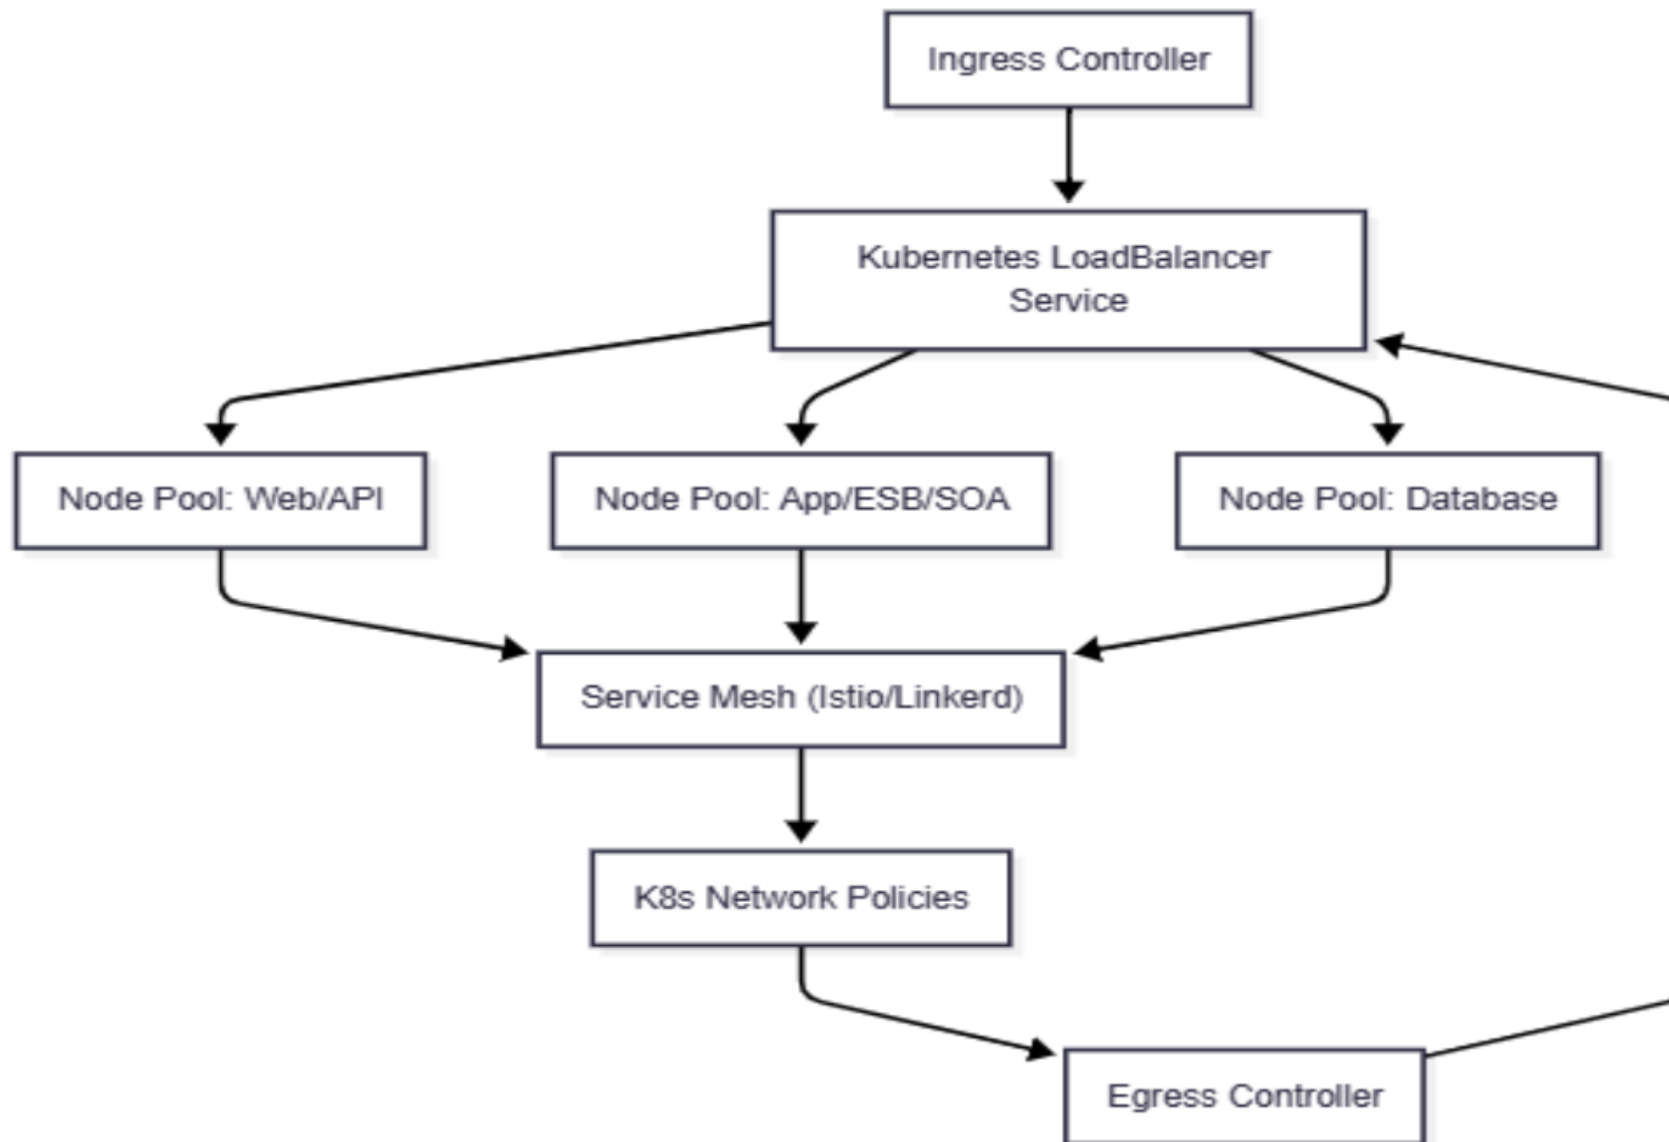 Ingress Controller
Kubernetes LoadBalancer
Service
Node Pool: Web/API
Node Pool: App/ESB/SOA
Node Pool: Database
Service Mesh (Istio/Linkerd)
K8s Network Policies
Egress Controller